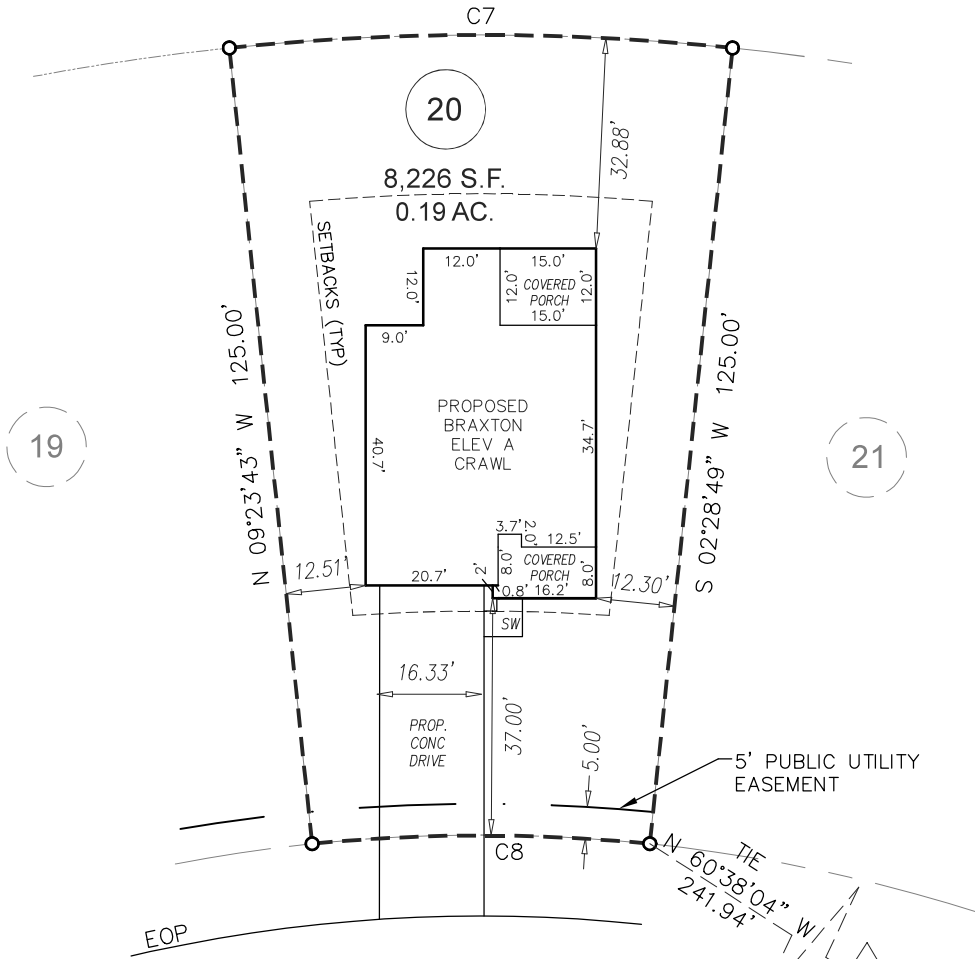 C7
20
8,226 S.F.
0.19 AC.
32.88'
SETBACKS (TYP)
12.0'
15.0'
12.0'
12.0'
COVERED
PORCH
12.0'
15.0'
9.0'
N 09°23'43" W 125.00'
S 02°28'49" W 125.00'
19
21
PROPOSED
BRAXTON
ELEV A
CRAWL
40.7'
34.7'
3.7'
2.0'
12.5'
8.0'
COVERED
PORCH
8.0'
12.51'
20.7'
2'
0.8'
16.2'
12.30'
SW
16.33'
37.00'
PROP.
CONC
DRIVE
5.00'
5' PUBLIC UTILITY
EASEMENT
C8
TIE
N 60°38'04" W
241.94'
EOP